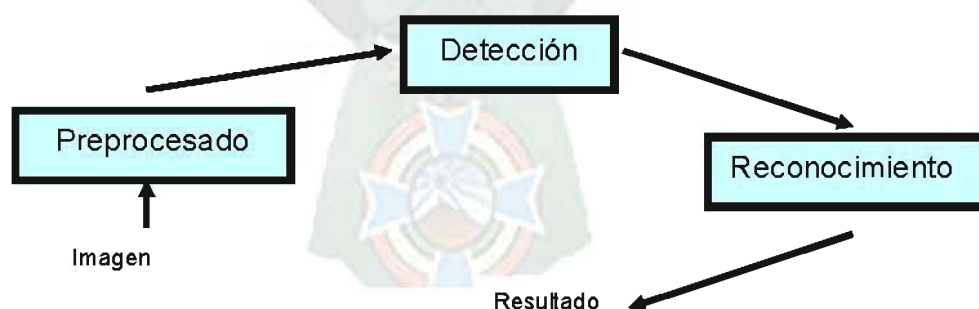 Detección
Preprocesado
Reconocimiento
Imagen
Resultado